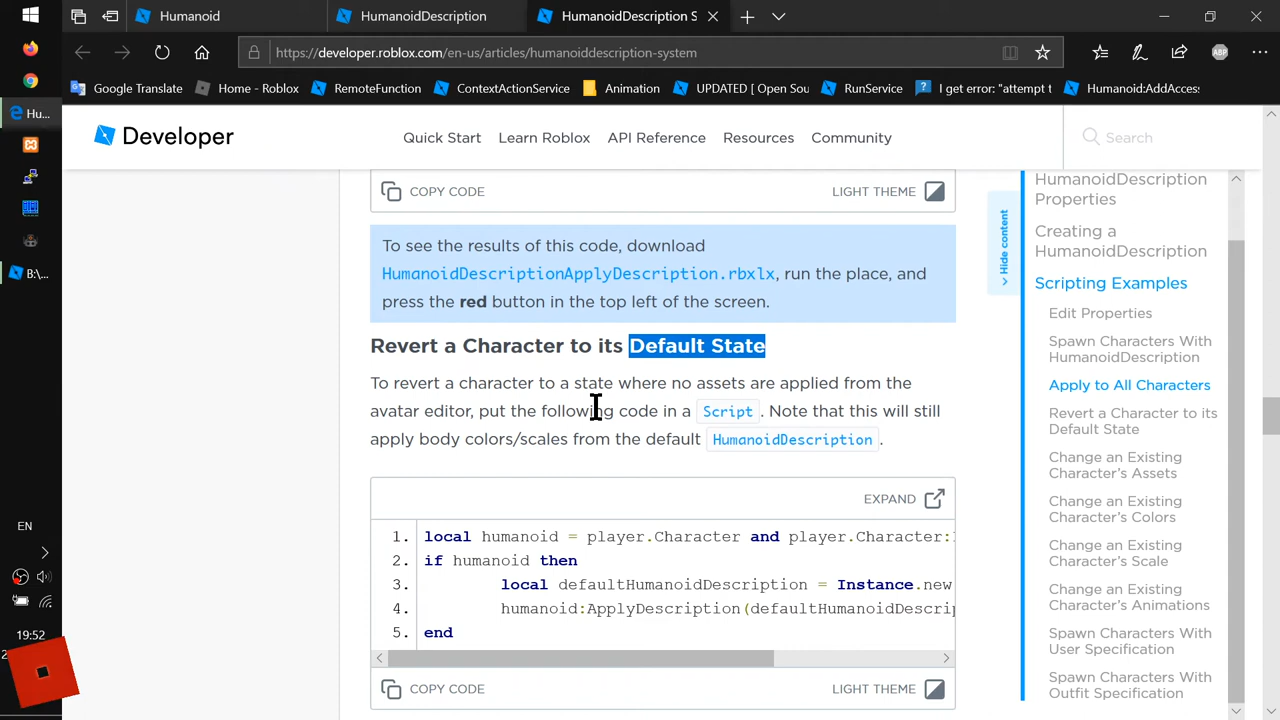 Humanoid
HumanoidDescription
HumanoidDescription S
https://developer.roblox.com/en-us/articles/humanoiddescription-system
ABP
Google Translate
Home - Roblox
RemoteFunction
ContextActionService
Animation
UPDATED [ Open Sou
RunService
I get error: "attempt t
Humanoid:AddAcces
Hu...
B:\...
EN
19:52
Developer
Quick Start
Learn Roblox
API Reference
Resources
Community
Search
COPY CODE
LIGHT THEME
To see the results of this code, download
HumanoidDescriptionApplyDescription.rbxlx, run the place, and
press the red button in the top left of the screen.
Revert a Character to its Default State
To revert a character to a state where no assets are applied from the
avatar editor, put the following code in a Script. Note that this will still
apply body colors/scales from the default HumanoidDescription.
EXPAND
1. local humanoid = player.Character and player.Character:
2. if humanoid then
3. local defaultHumanoidDescription = Instance.new
4. humanoid:ApplyDescription(defaultHumanoidDescrip
5. end
COPY CODE
LIGHT THEME
Hide content
HumanoidDescription
Properties
Creating a
HumanoidDescription
Scripting Examples
Edit Properties
Spawn Characters With
HumanoidDescription
Apply to All Characters
Revert a Character to its
Default State
Change an Existing
Character's Assets
Change an Existing
Character's Colors
Change an Existing
Character's Scale
Change an Existing
Character's Animations
Spawn Characters With
User Specification
Spawn Characters With
Outfit Specification